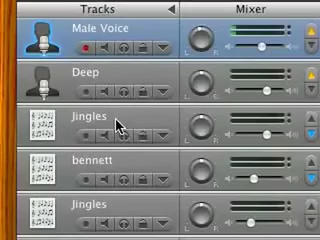 Tracks Mixer
Male Voice
L R
Deep
L R
Jingles
L R
bennett
L R
Jingles
L R